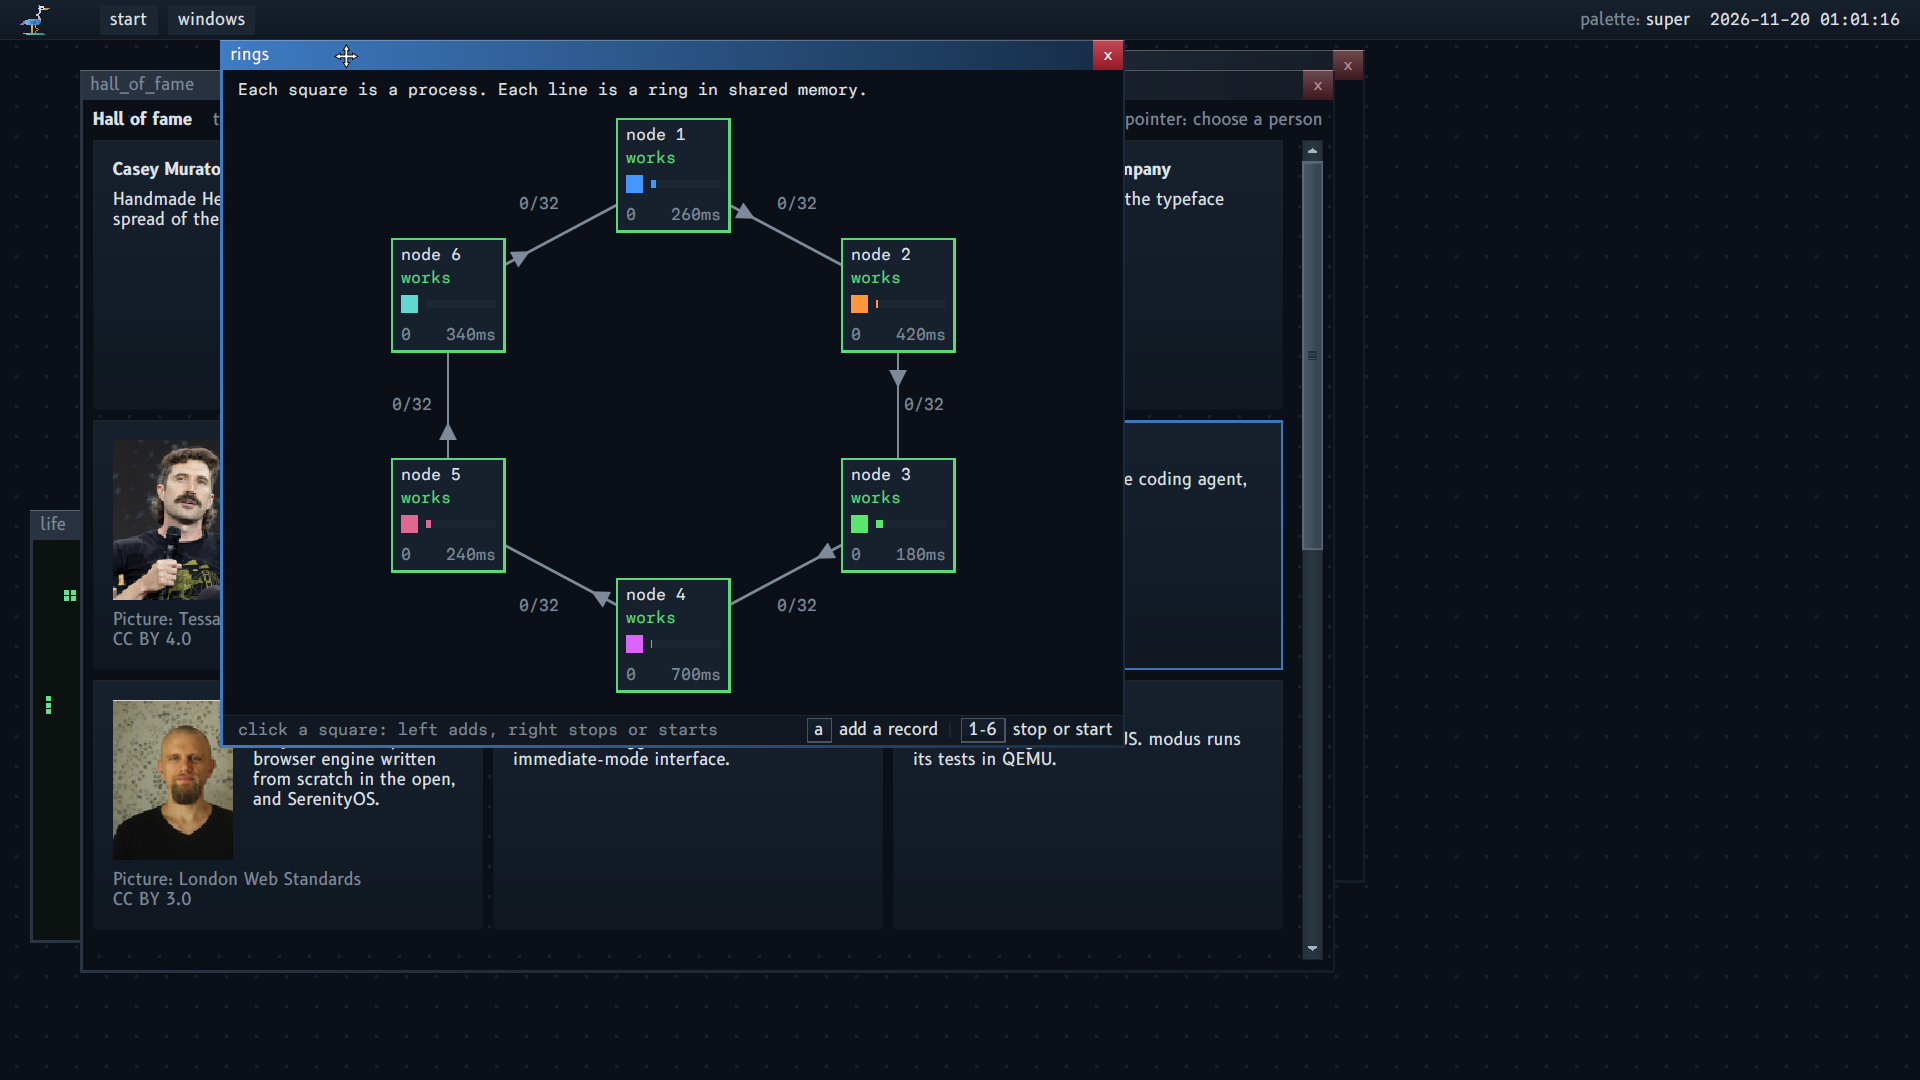 start windows palette: super 2026-11-20 01:01:16
rings x
x
hall_of_fame x
Each square is a process. Each line is a ring in shared memory.
Hall of fame
pointer: choose a person
node 1
works
0 260ms
0/32 0/32
node 6
works
0 340ms
node 2
works
0 420ms
0/32 0/32
node 5
works
0 240ms
node 3
works
0 180ms
0/32 0/32
node 4
works
0 700ms
click a square: left adds, right stops or starts a add a record 1-6 stop or start
Casey
Handmade
spread of the
the typeface
Picture: Tessa
CC BY 4.0
coding agent,
life
browser engine written
from scratch in the open,
and SerenityOS.
Picture: London Web Standards
CC BY 3.0
immediate-mode interface.
JS. modus runs
its tests in QEMU.